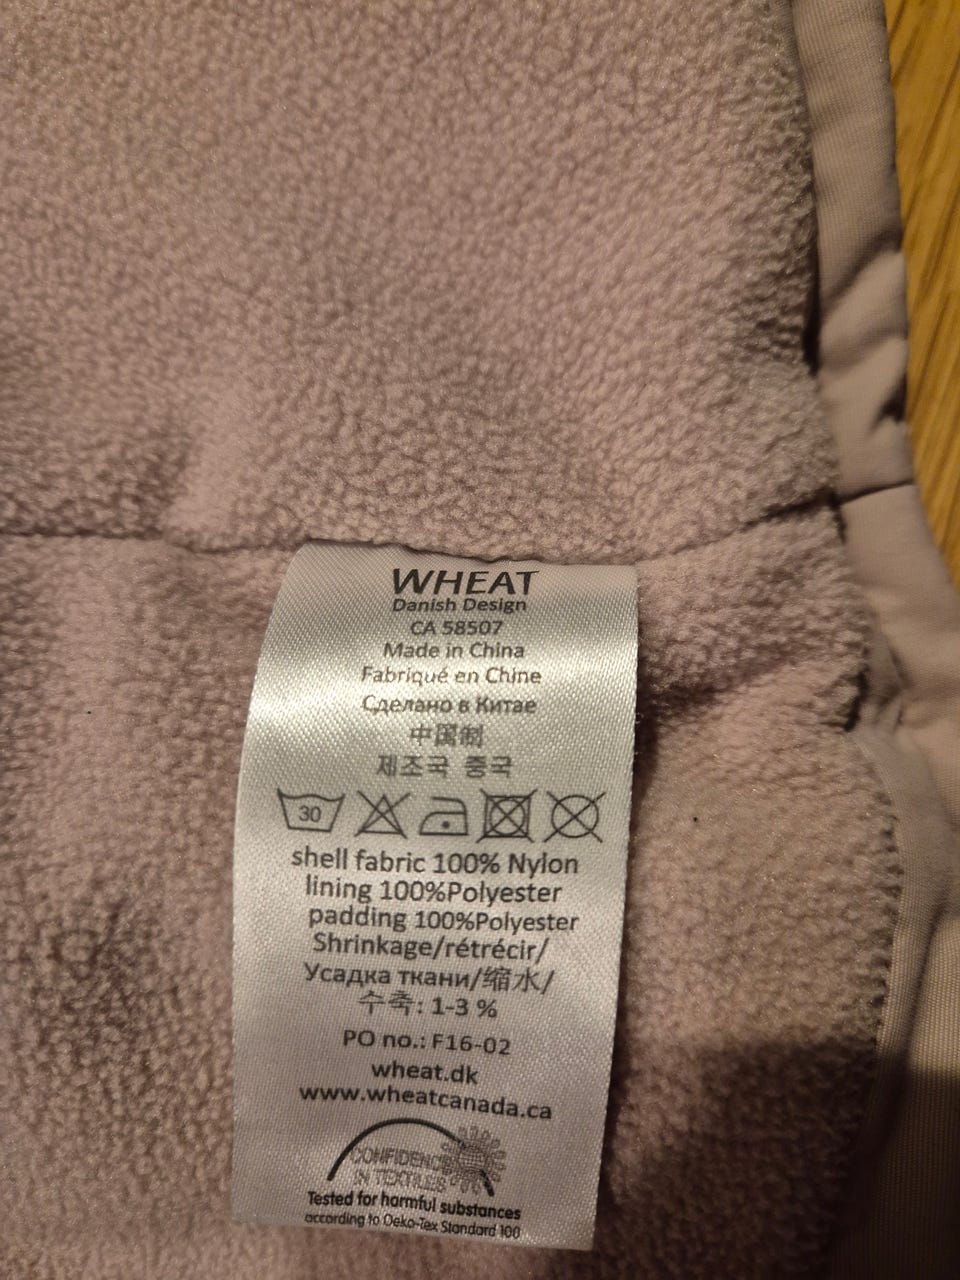 WHEAT
Danish Design
CA 58507
Made in China
Fabriqué en Chine
Сделано в Китае
中国制
제조국 중국
30
shell fabric 100% Nylon
lining 100%Polyester
padding 100%Polyester
Shrinkage/rétrécir/
Усадка ткани/缩水/
수축: 1-3 %
PO no.: F16-02
wheat.dk
www.wheatcanada.ca
CONFIDENCE
IN TEXTILES
Tested for harmful substances
according to Oeko-Tex Standard 100